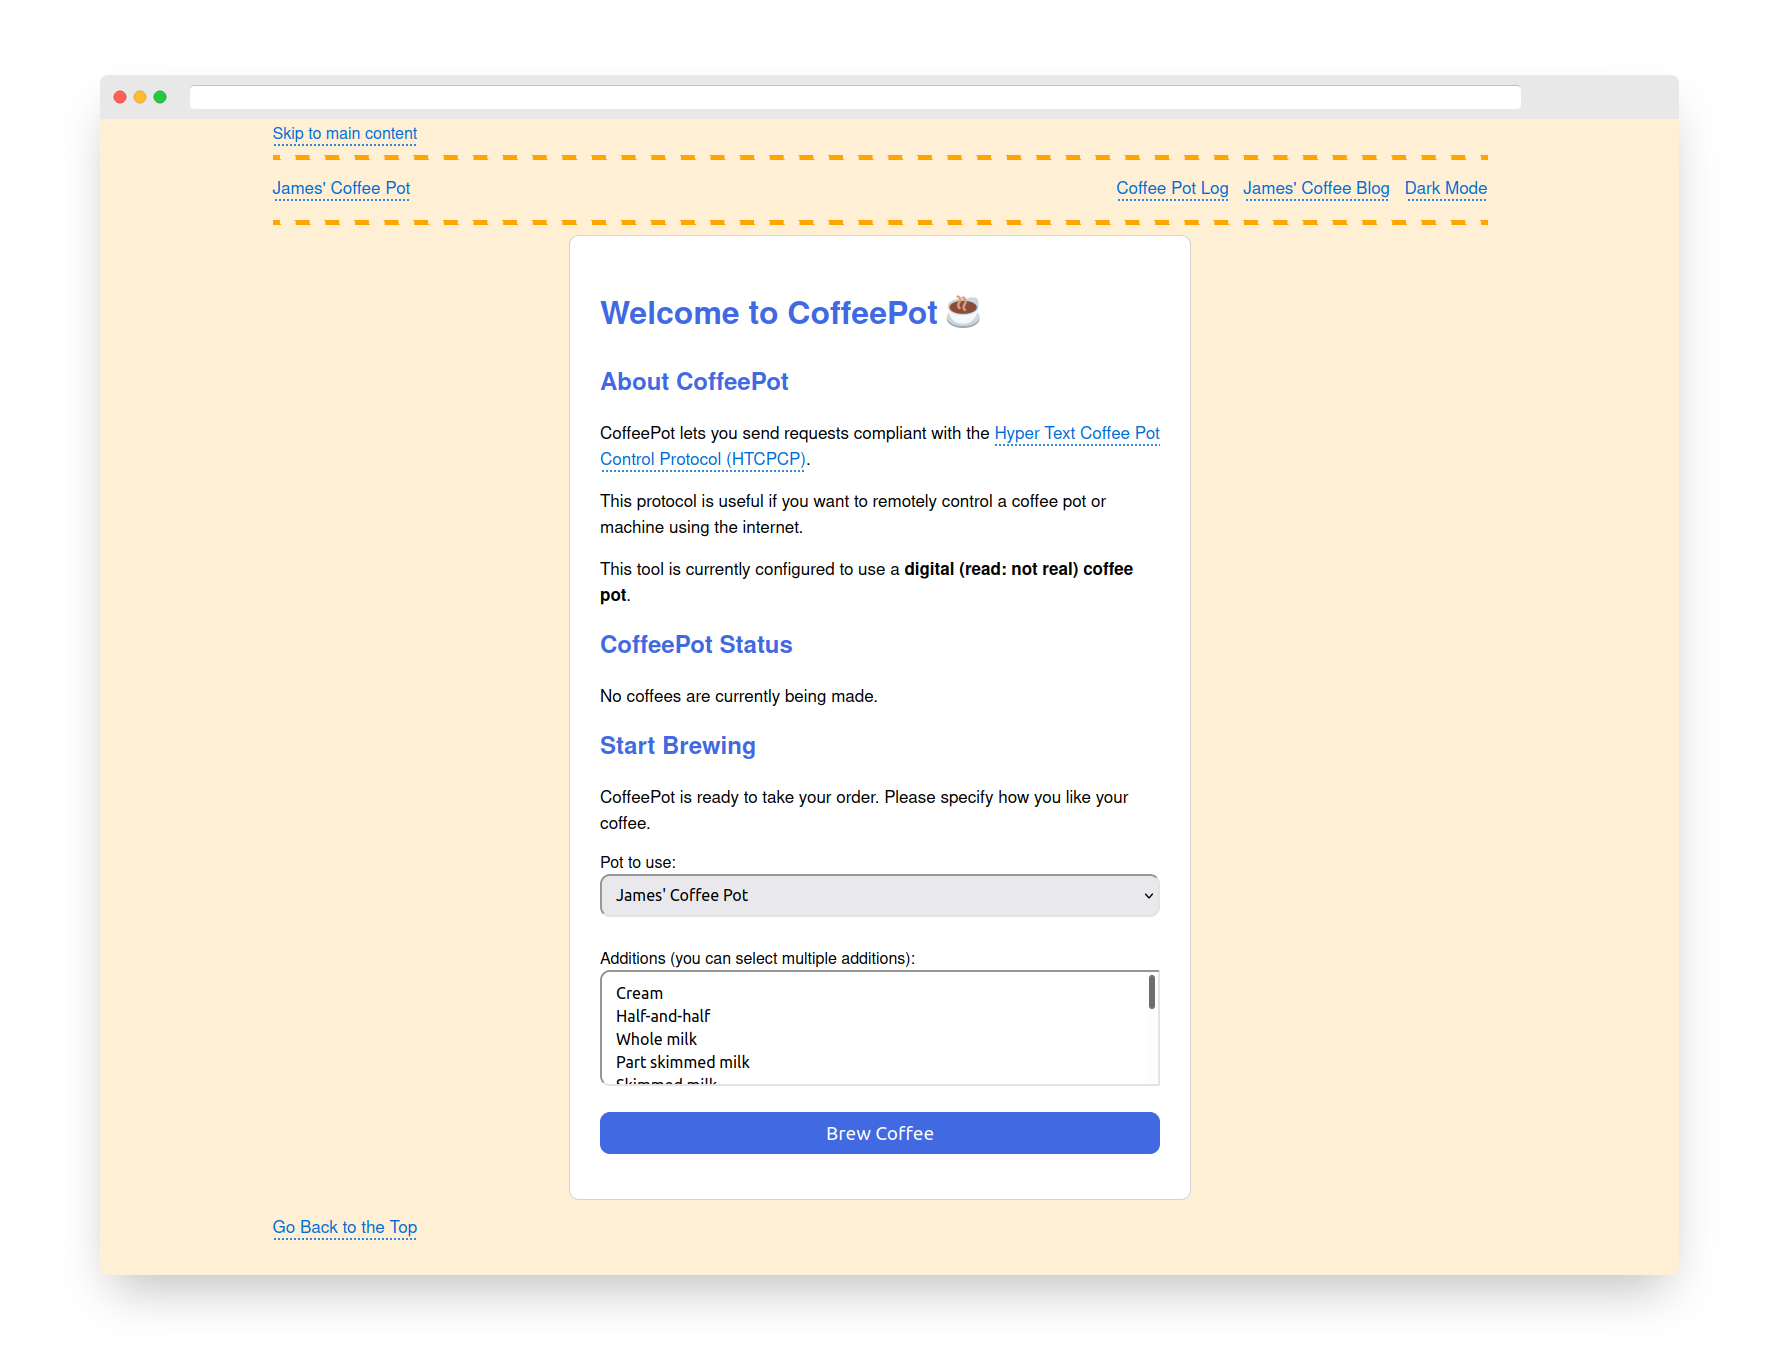 Skip to main content
James' Coffee Pot
Coffee Pot Log James' Coffee Blog Dark Mode
Welcome to CoffeePot
About CoffeePot
CoffeePot lets you send requests compliant with the Hyper Text Coffee Pot
Control Protocol (HTCPCP).
This protocol is useful if you want to remotely control a coffee pot or
machine using the internet.
This tool is currently configured to use a digital (read: not real) coffee
pot.
CoffeePot Status
No coffees are currently being made.
Start Brewing
CoffeePot is ready to take your order. Please specify how you like your
coffee.
Pot to use:
James' Coffee Pot
Additions (you can select multiple additions):
Cream
Half-and-half
Whole milk
Part skimmed milk
Skimmed milk
Brew Coffee
Go Back to the Top